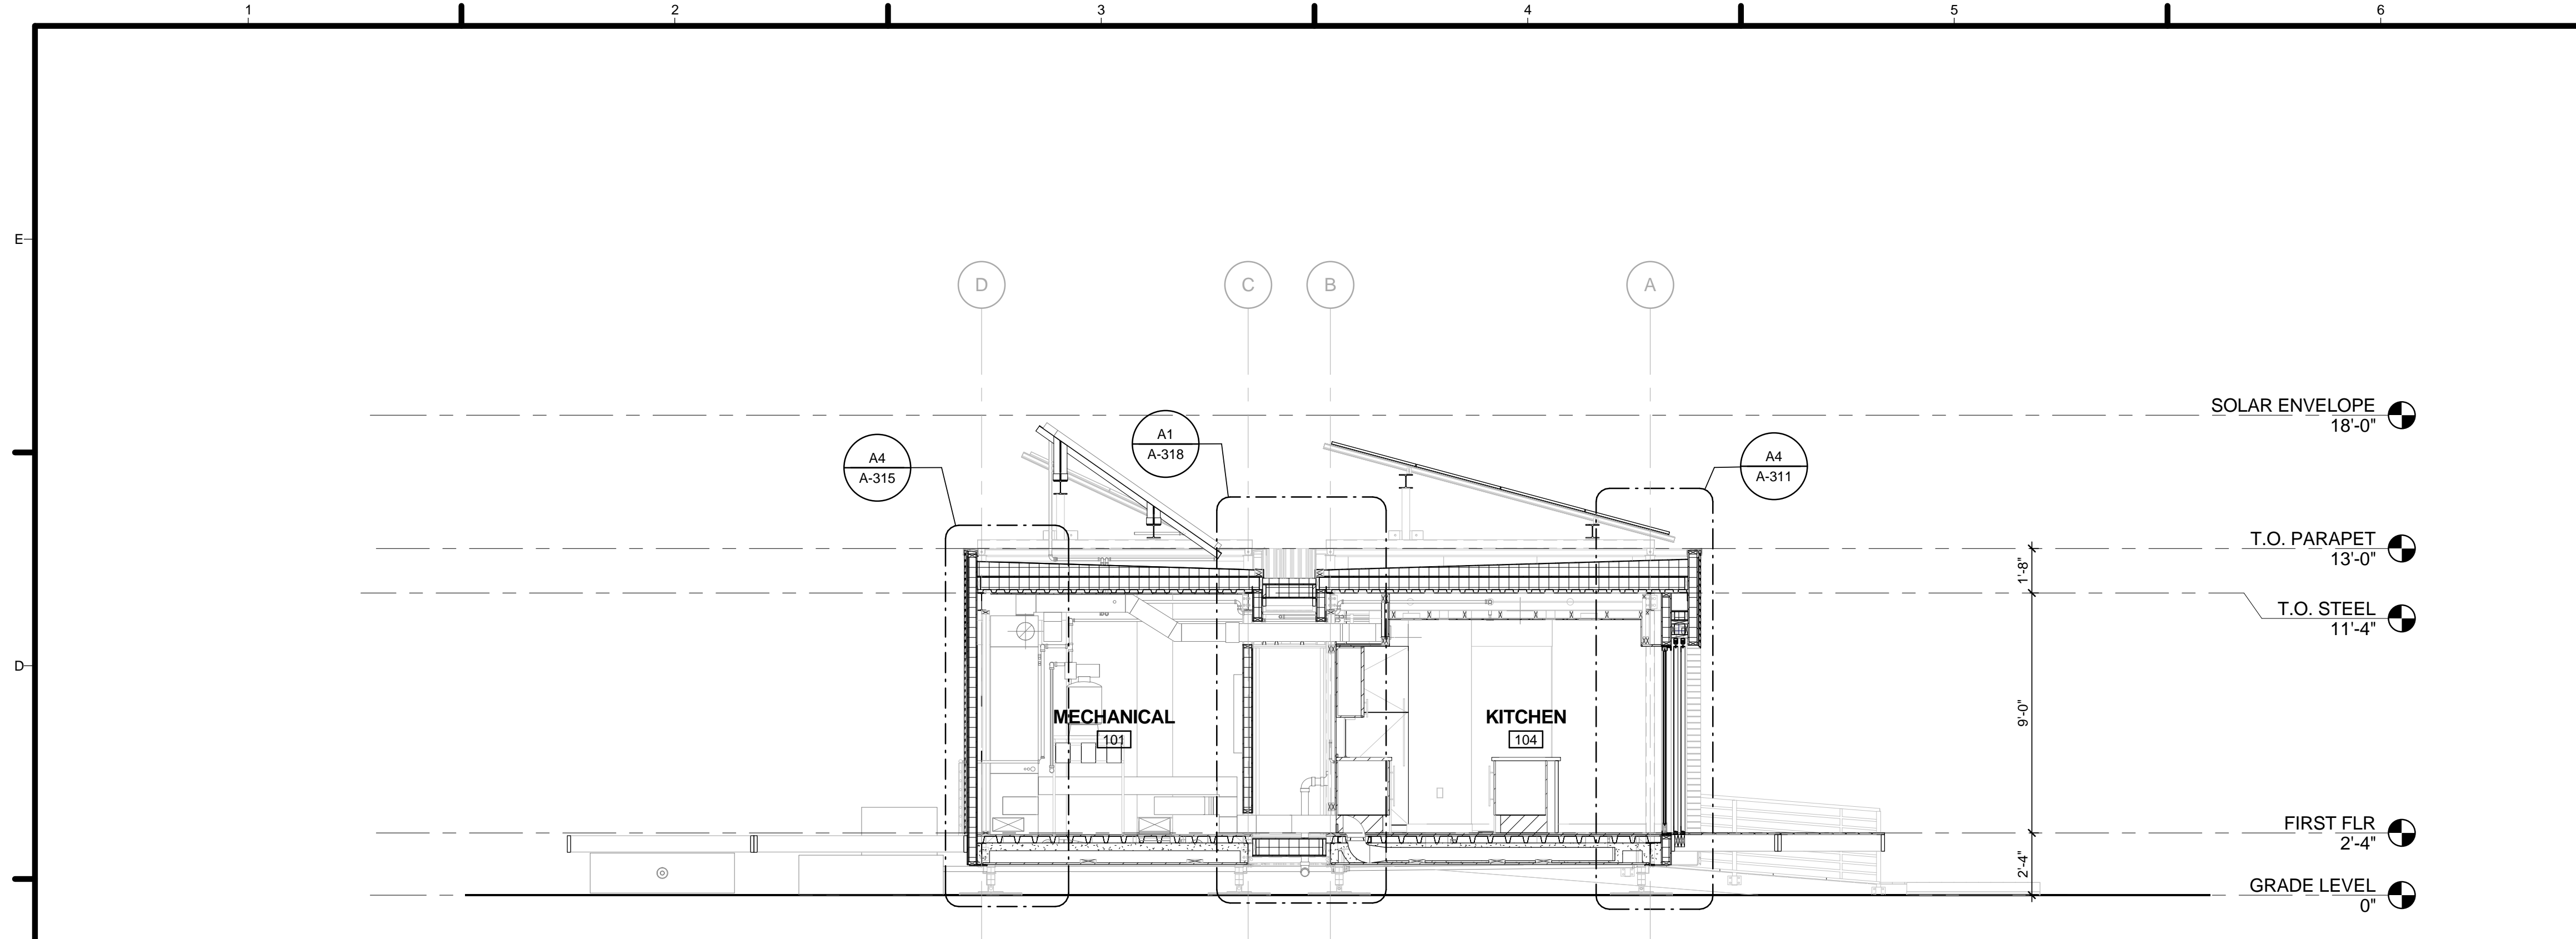 1
2
3
4
5
6
E
D
C
B
A
SOLAR ENVELOPE
18'-0"
A1
A-318
A4
A-315
A4
A-311
T.O. PARAPET
13'-0"
1'-8"
T.O. STEEL
11'-4"
D
9'-0"
MECHANICAL
101
KITCHEN
104
FIRST FLR
2'-4"
2'-4"
GRADE LEVEL
0"